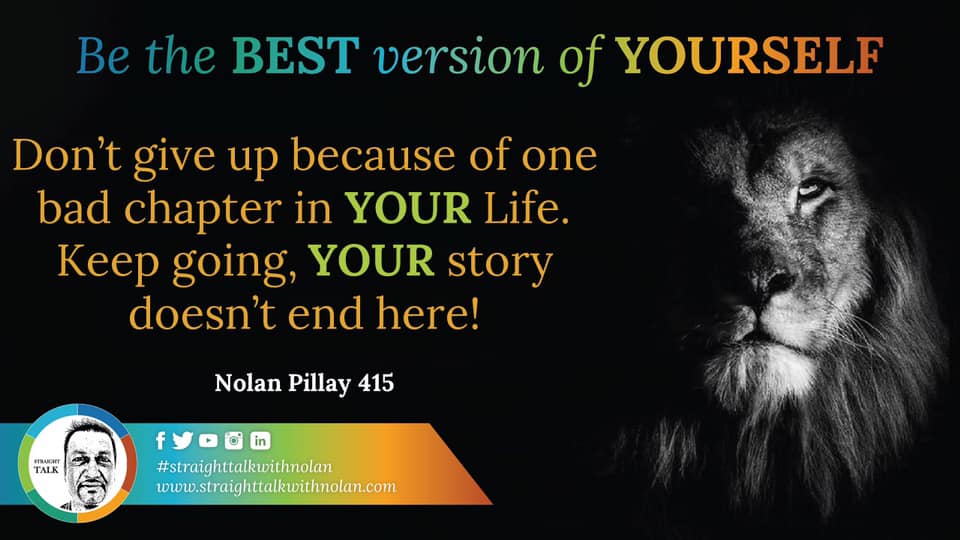 Be the BEST version of YOURSELF
Don’t give up because of one
bad chapter in YOUR Life.
Keep going, YOUR story
doesn’t end here!
Nolan Pillay 415
STRAIGHT
TALK
#straighttalkwithnolan
www.straighttalkwithnolan.com